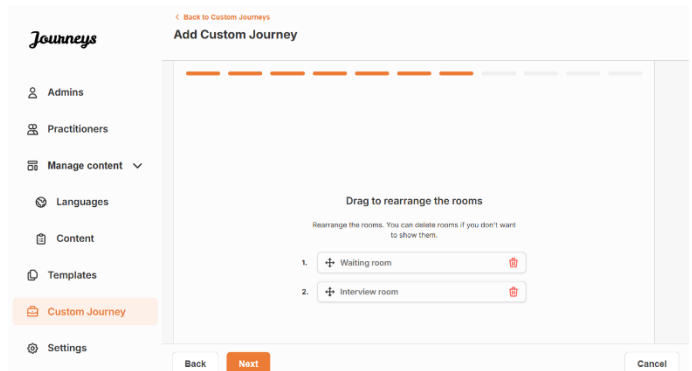 Journeys
Admins
Practitioners
Manage content
Languages
Content
Templates
Custom Journey
Settings
< Back to Custom Journeys
Add Custom Journey
Drag to rearrange the rooms
Rearrange the rooms. You can delete rooms if you don't want
to show them.
1. Waiting room
2. Interview room
Back Next Cancel